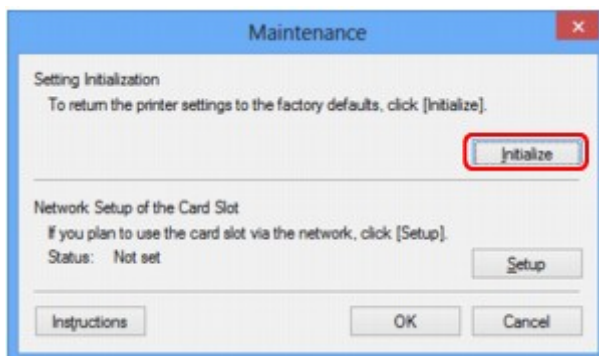 Maintenance
Setting Initialization
To return the printer settings to the factory defaults, click [Initialize].
Initialize
Network Setup of the Card Slot
If you plan to use the card slot via the network, click [Setup].
Status: Not set
Setup
Instructions OK Cancel